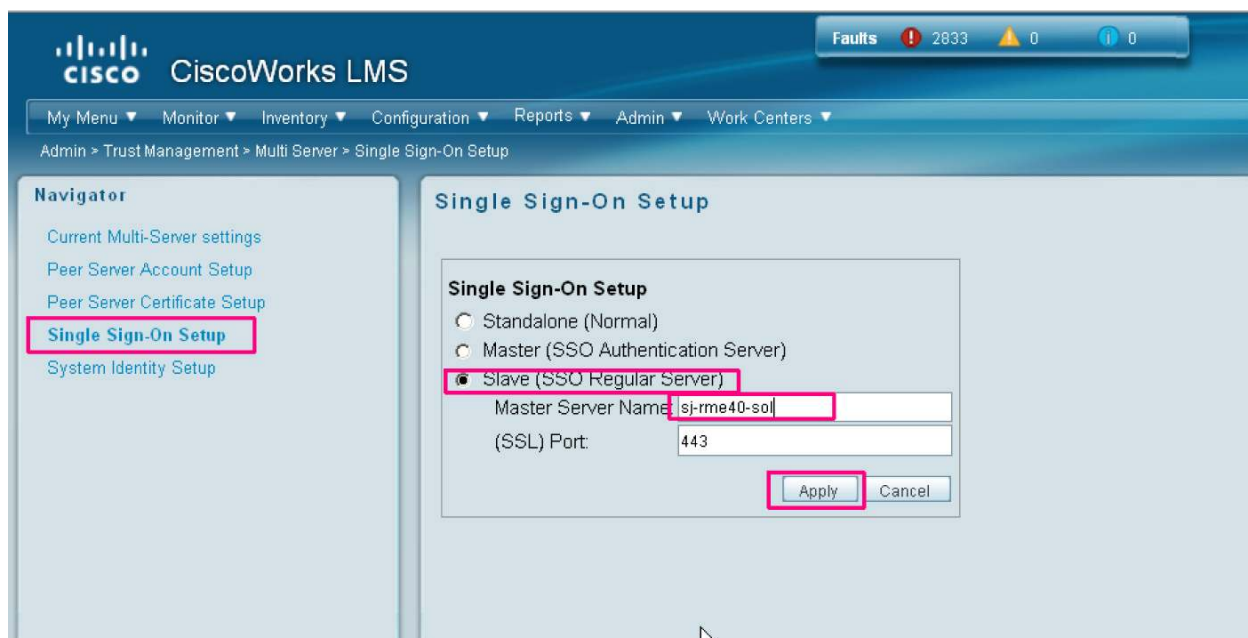 Faults 2833 0 0
CISCO CiscoWorks LMS
My Menu Monitor Inventory Configuration Reports Admin Work Centers
Admin > Trust Management > Multi Server > Single Sign-On Setup
Navigator
Current Multi-Server settings
Peer Server Account Setup
Peer Server Certificate Setup
Single Sign-On Setup
System Identity Setup
Single Sign-On Setup
Single Sign-On Setup
Standalone (Normal)
Master (SSO Authentication Server)
Slave (SSO Regular Server)
Master Server Name: sj-rme40-sol
(SSL) Port: 443
Apply Cancel